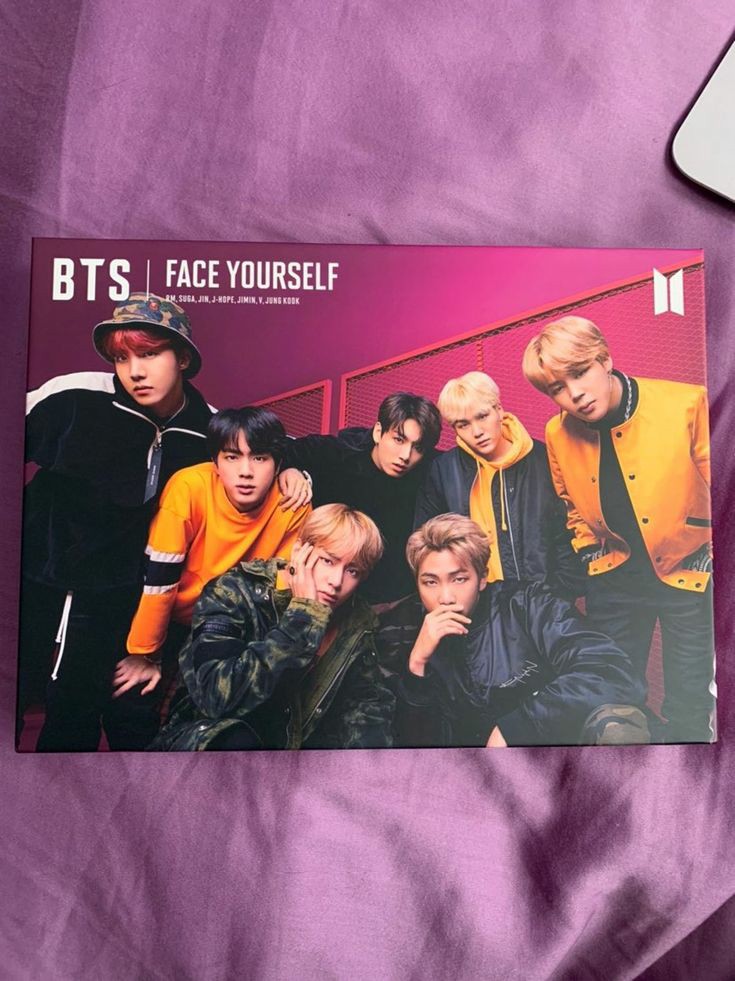 BTS | FACE YOURSELF
RM, SUGA, JIN, J-HOPE, JIMIN, V, JUNG KOOK